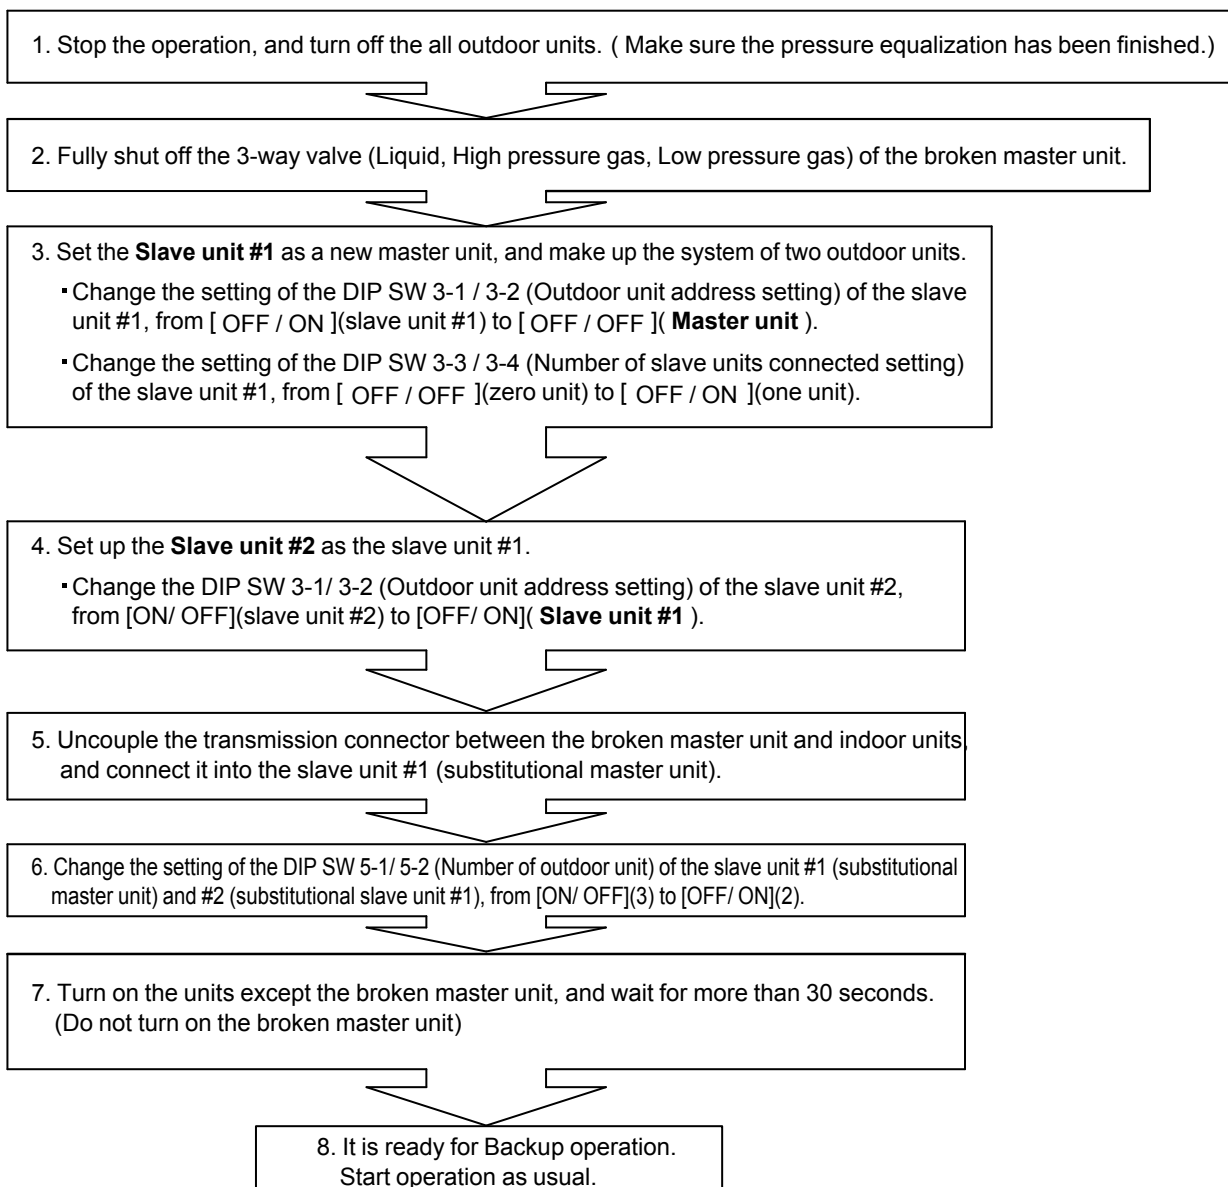 1. Stop the operation, and turn off the all outdoor units. ( Make sure the pressure equalization has been finished.)
2. Fully shut off the 3-way valve (Liquid, High pressure gas, Low pressure gas) of the broken master unit.
3. Set the Slave unit #1 as a new master unit, and make up the system of two outdoor units.
▪ Change the setting of the DIP SW 3-1 / 3-2 (Outdoor unit address setting) of the slave
unit #1, from [ OFF / ON ](slave unit #1) to [ OFF / OFF ]( Master unit ).
▪ Change the setting of the DIP SW 3-3 / 3-4 (Number of slave units connected setting)
of the slave unit #1, from [ OFF / OFF ](zero unit) to [ OFF / ON ](one unit).
4. Set up the Slave unit #2 as the slave unit #1.
▪ Change the DIP SW 3-1/ 3-2 (Outdoor unit address setting) of the slave unit #2,
from [ON/ OFF](slave unit #2) to [OFF/ ON]( Slave unit #1 ).
5. Uncouple the transmission connector between the broken master unit and indoor units,
and connect it into the slave unit #1 (substitutional master unit).
6. Change the setting of the DIP SW 5-1/ 5-2 (Number of outdoor unit) of the slave unit #1 (substitutional
master unit) and #2 (substitutional slave unit #1), from [ON/ OFF](3) to [OFF/ ON](2).
7. Turn on the units except the broken master unit, and wait for more than 30 seconds.
(Do not turn on the broken master unit)
8. It is ready for Backup operation.
Start operation as usual.